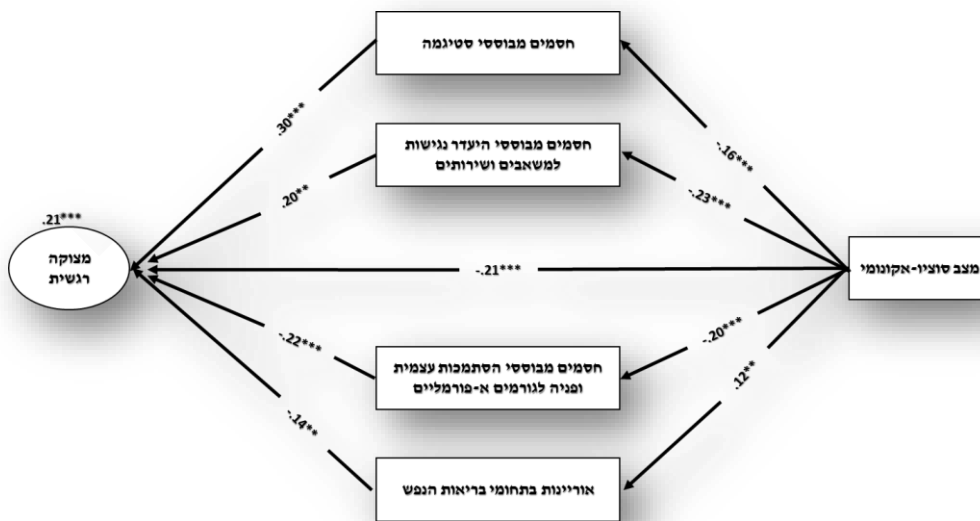 חסמים מבוססי סטיגמה
-.16***
.30***
חסמים מבוססי היעדר נגישות
למשאבים ושירותים
-.23***
.20**
.21***
מצב סוציו-אקונומי
-.21***
מצוקה
רגשית
-.20***
-.22***
חסמים מבוססי הסתמכות עצמית
ופניה לגורמים א-פורמליים
.12**
-.14**
אוריינות בתחומי בריאות הנפש